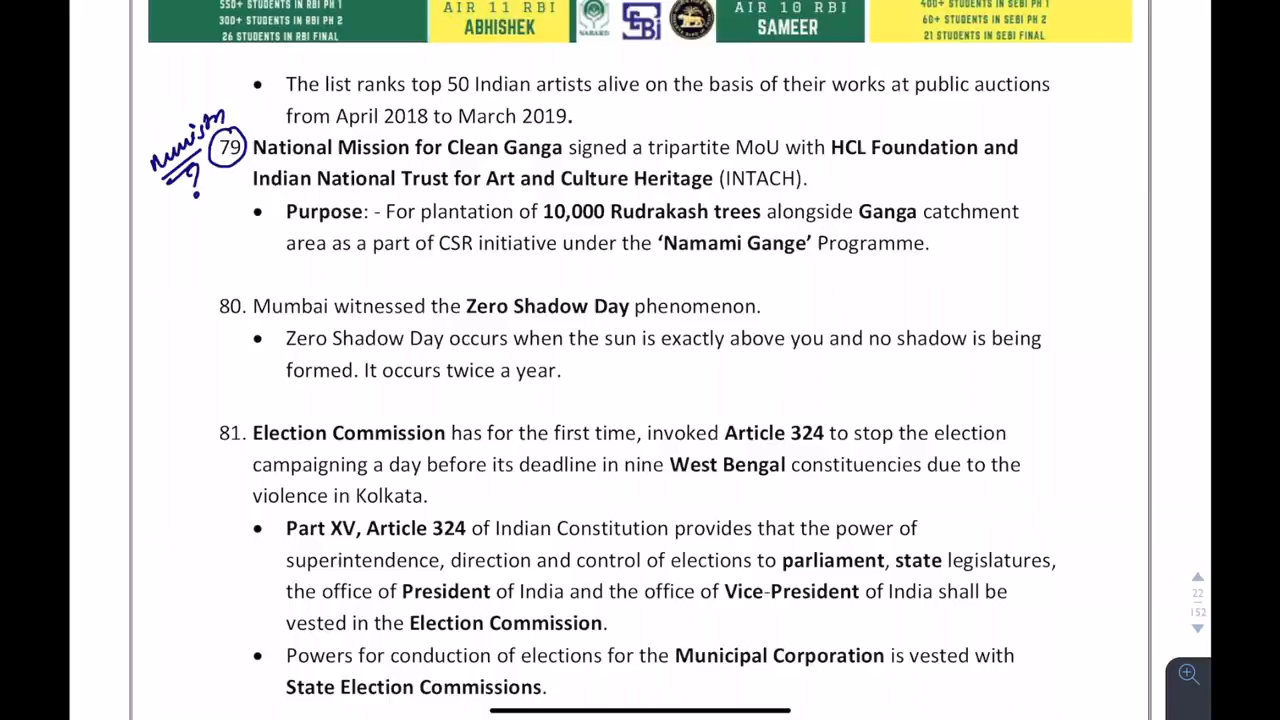 550+ STUDENTS IN RBI PH 1
300+ STUDENTS IN RBI PH 2
26 STUDENTS IN RBI FINAL
AIR 11 RBI
ABHISHEK
NABARD
SEBI
AIR 10 RBI
SAMEER
400+ STUDENTS IN SEBI PH 1
60+ STUDENTS IN SEBI PH 2
21 STUDENTS IN SEBI FINAL
• The list ranks top 50 Indian artists alive on the basis of their works at public auctions
from April 2018 to March 2019.
?
79 National Mission for Clean Ganga signed a tripartite MoU with HCL Foundation and
Indian National Trust for Art and Culture Heritage (INTACH).
• Purpose: - For plantation of 10,000 Rudrakash trees alongside Ganga catchment
area as a part of CSR initiative under the ‘Namami Gange’ Programme.
80. Mumbai witnessed the Zero Shadow Day phenomenon.
• Zero Shadow Day occurs when the sun is exactly above you and no shadow is being
formed. It occurs twice a year.
81. Election Commission has for the first time, invoked Article 324 to stop the election
campaigning a day before its deadline in nine West Bengal constituencies due to the
violence in Kolkata.
• Part XV, Article 324 of Indian Constitution provides that the power of
superintendence, direction and control of elections to parliament, state legislatures,
the office of President of India and the office of Vice-President of India shall be
vested in the Election Commission.
• Powers for conduction of elections for the Municipal Corporation is vested with
State Election Commissions.
22
152